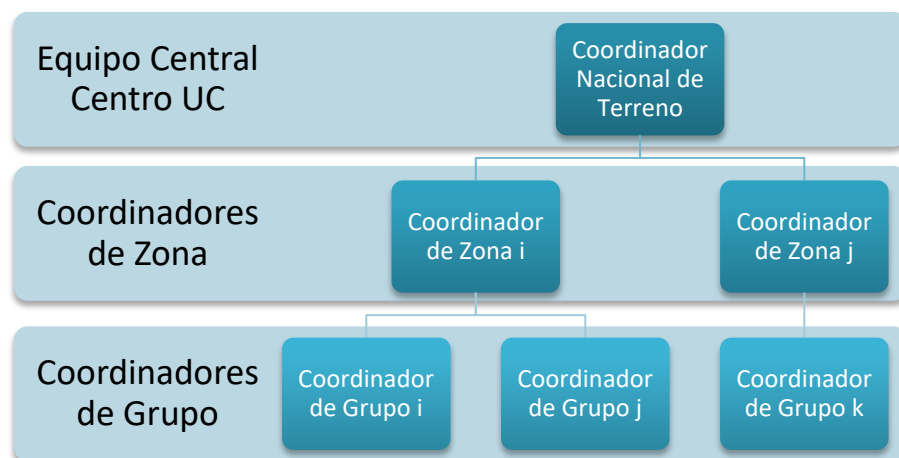 Equipo Central
Centro UC
Coordinador
Nacional de
Terreno
Coordinadores
de Zona
Coordinador
de Zona i
Coordinador
de Zona j
Coordinadores
de Grupo
Coordinador
de Grupo i
Coordinador
de Grupo j
Coordinador
de Grupo k